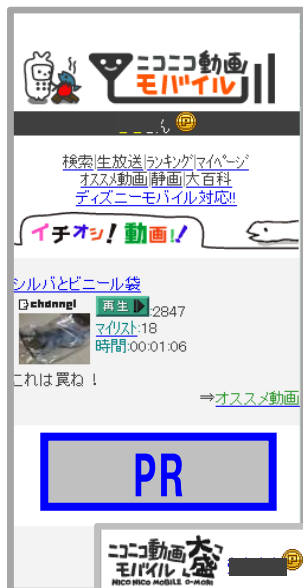 ニコニコ動画
モバイル
検索|生放送|ランキング|マイページ
オススメ動画|静画|大百科
ディズニーモバイル対応!!
イチオシ!動画!!
シルバとビニール袋
channel
再生 :2847
マイリスト:18
時間:00:01:06
これは罠ね！
⇒オススメ動画
PR
ニコニコ動画
モバイル 大盛
NICO NICO MOBILE O-MORI